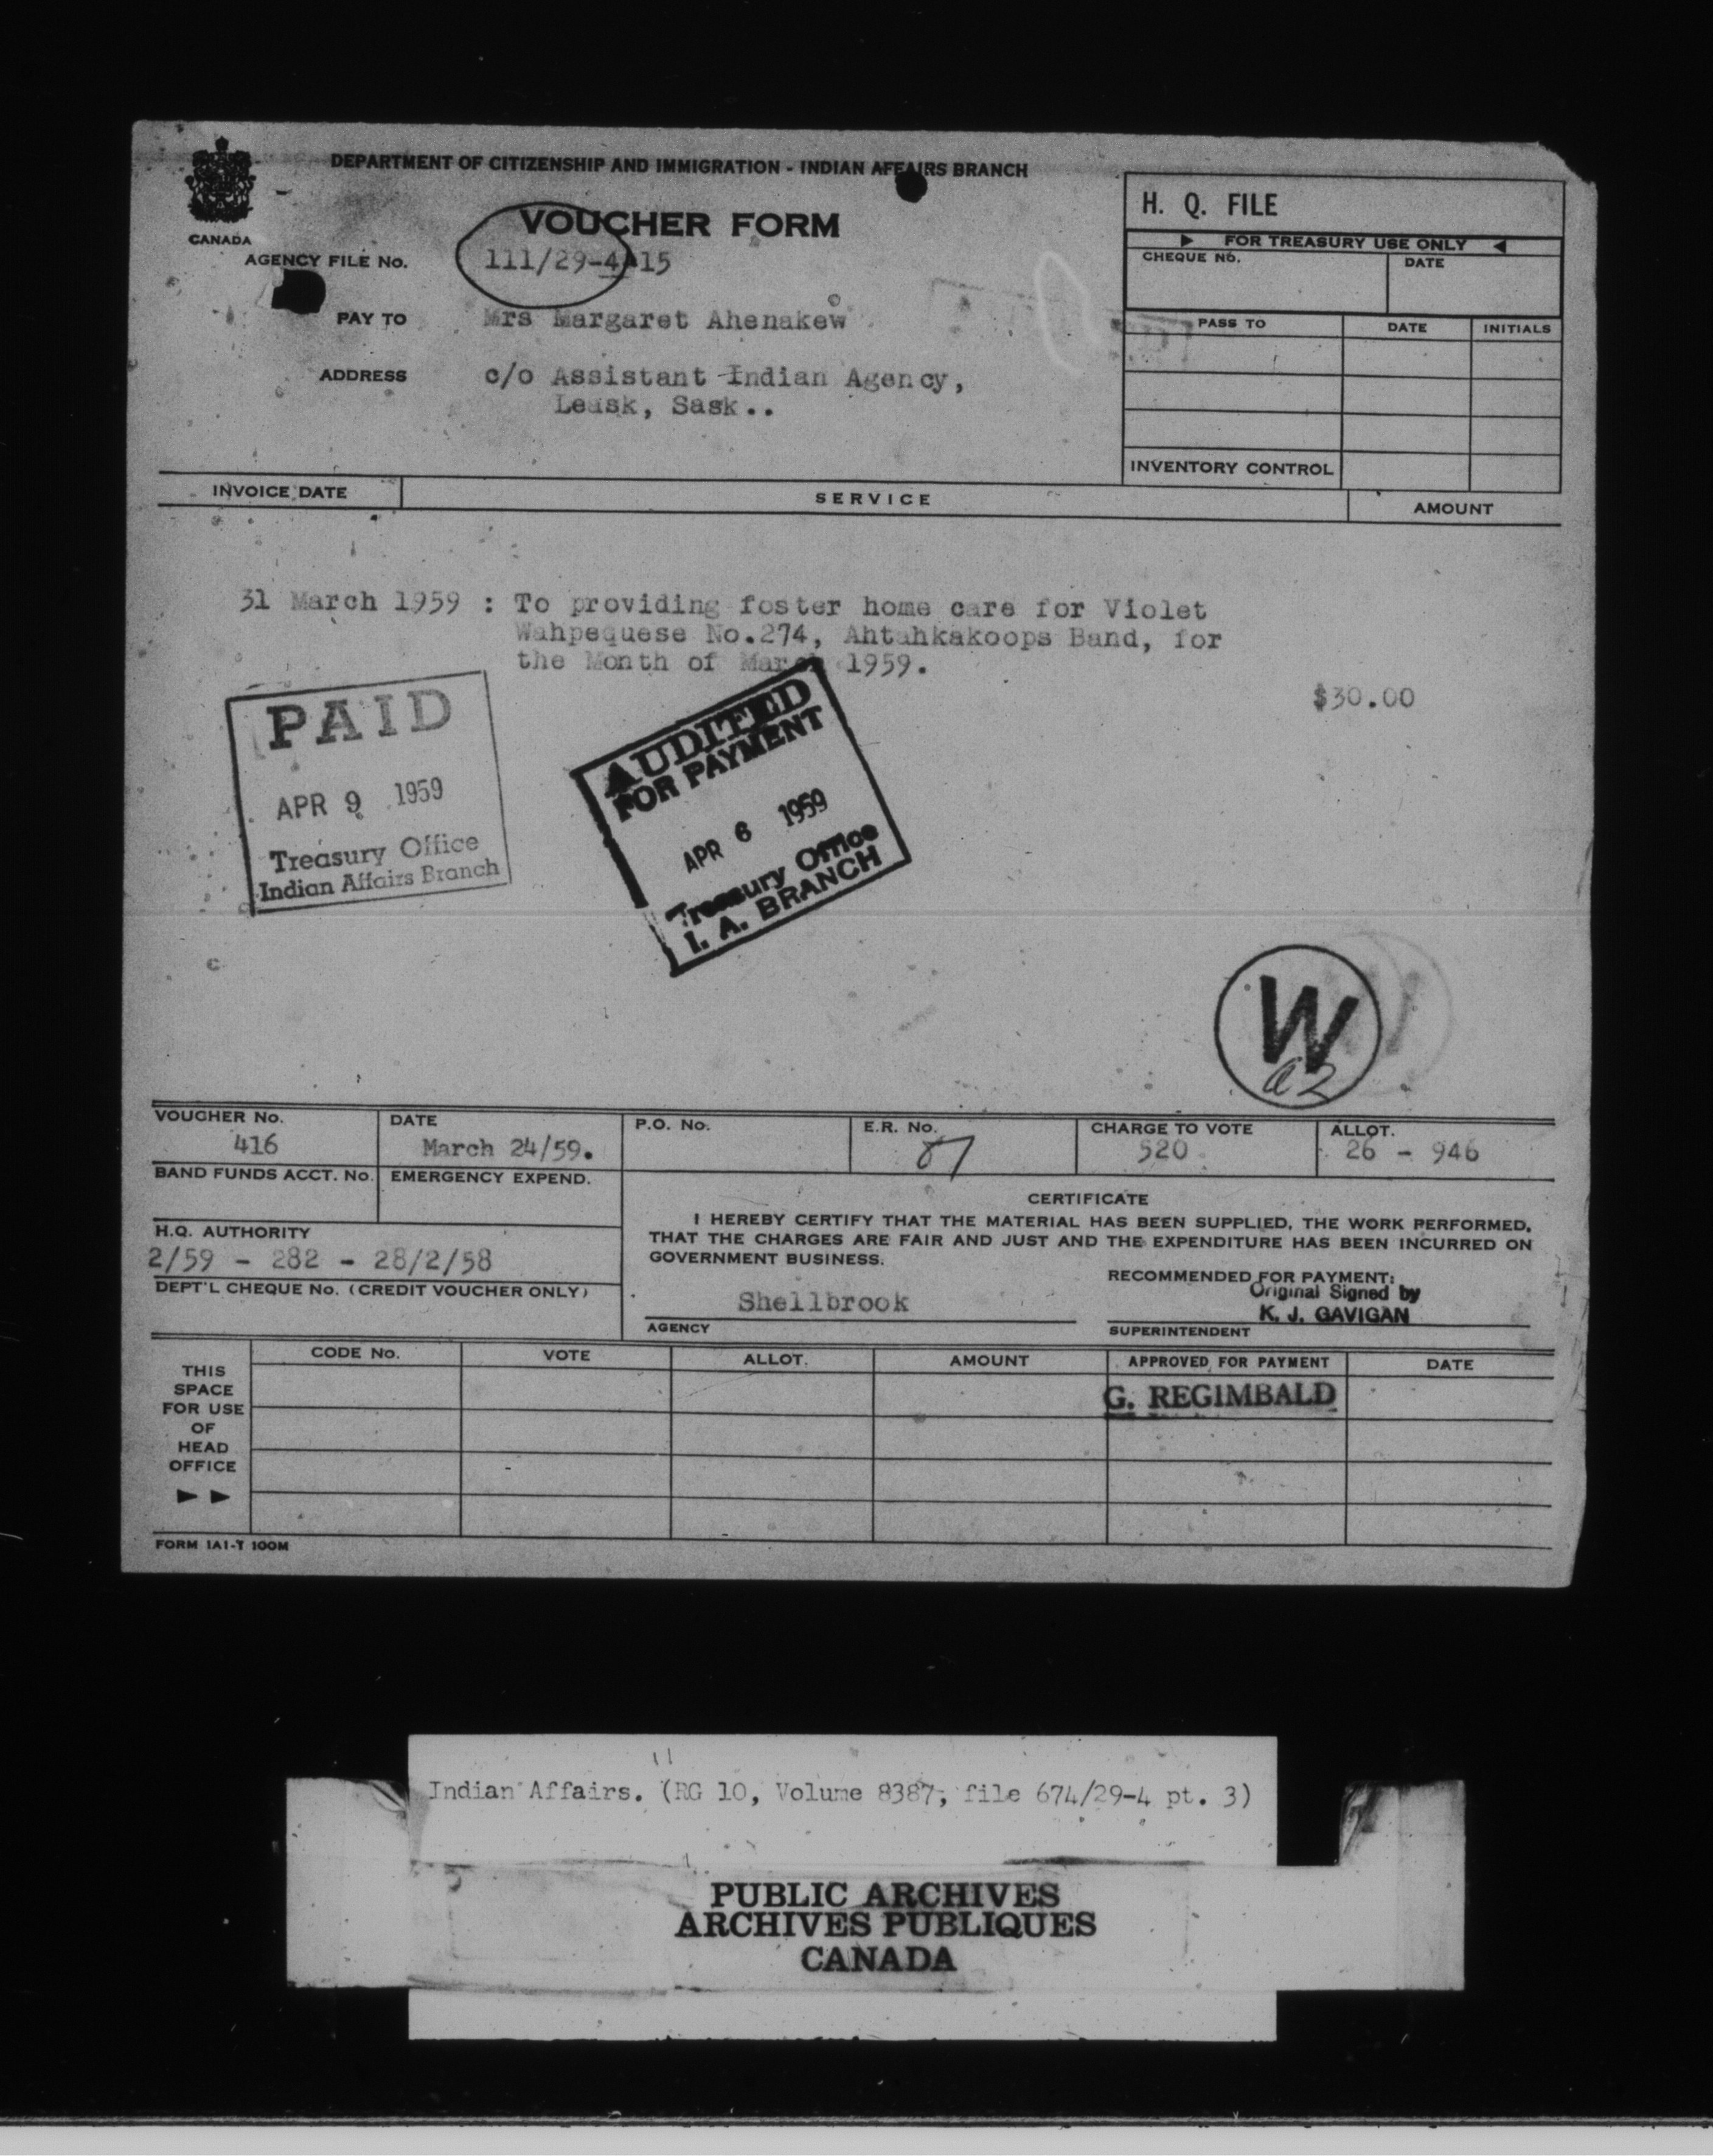 DEPARTMENT OF CITIZENSHIP AND IMMIGRATION - INDIAN AFFAIRS BRANCH
CANADA
VOUCHER FORM
H. Q. FILE
FOR TREASURY USE ONLY
AGENCY FILE No. 111/29-4-15
CHEQUE No. DATE
PAY TO Mrs Margaret Ahenakew
PASS TO DATE INITIALS
ADDRESS c/o Assistant Indian Agency,
Leask, Sask..
INVENTORY CONTROL
INVOICE DATE SERVICE AMOUNT
31 March 1959 : To providing foster home care for Violet
Wahpequese No.274, Ahtahkakoops Band, for
the Month of March 1959.
$30.00
PAID
APR 9 1959
Treasury Office
Indian Affairs Branch
AUDITED
FOR PAYMENT
APR 6 1959
Treasury Office
I. A. BRANCH
W
a2
VOUCHER No. DATE P.O. No. E.R. No. CHARGE TO VOTE ALLOT.
416 March 24/59. 520 26 - 946
BAND FUNDS ACCT. No. EMERGENCY EXPEND.
CERTIFICATE
I HEREBY CERTIFY THAT THE MATERIAL HAS BEEN SUPPLIED, THE WORK PERFORMED,
THAT THE CHARGES ARE FAIR AND JUST AND THE EXPENDITURE HAS BEEN INCURRED ON
GOVERNMENT BUSINESS.
H.Q. AUTHORITY
2/59 - 282 - 28/2/58
DEPT'L CHEQUE No. (CREDIT VOUCHER ONLY)
RECOMMENDED FOR PAYMENT:
Original Signed by
Shellbrook K. J. GAVIGAN
AGENCY SUPERINTENDENT
THIS
SPACE
FOR USE
OF
HEAD
OFFICE
CODE No. VOTE ALLOT. AMOUNT APPROVED FOR PAYMENT DATE
G. REGIMBALD
FORM IA1-T 100M
Indian Affairs. (RG 10, Volume 8387, file 674/29-4 pt. 3)
PUBLIC ARCHIVES
ARCHIVES PUBLIQUES
CANADA